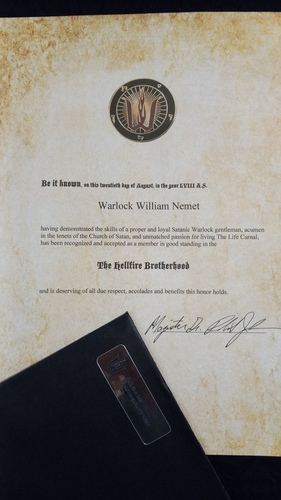 Be it known, on this twentieth day of August, in the year LVIII A.S.
Warlock William Nemet
having demonstrated the skills of a proper and loyal Satanic Warlock gentleman, acumen
in the tenets of the Church of Satan, and unmatched passion for living The Life Carnal,
has been recognized and accepted as a member in good standing in the
The Hellfire Brotherhood
and is deserving of all due respect, accolades and benefits this honor holds.
Magister Dr.